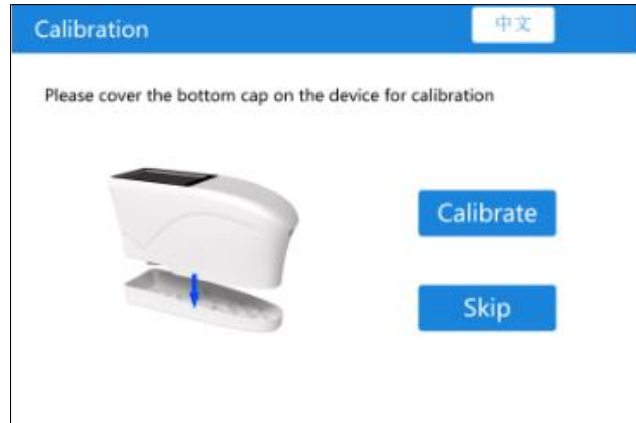 Calibration
中文
Please cover the bottom cap on the device for calibration
Calibrate
Skip